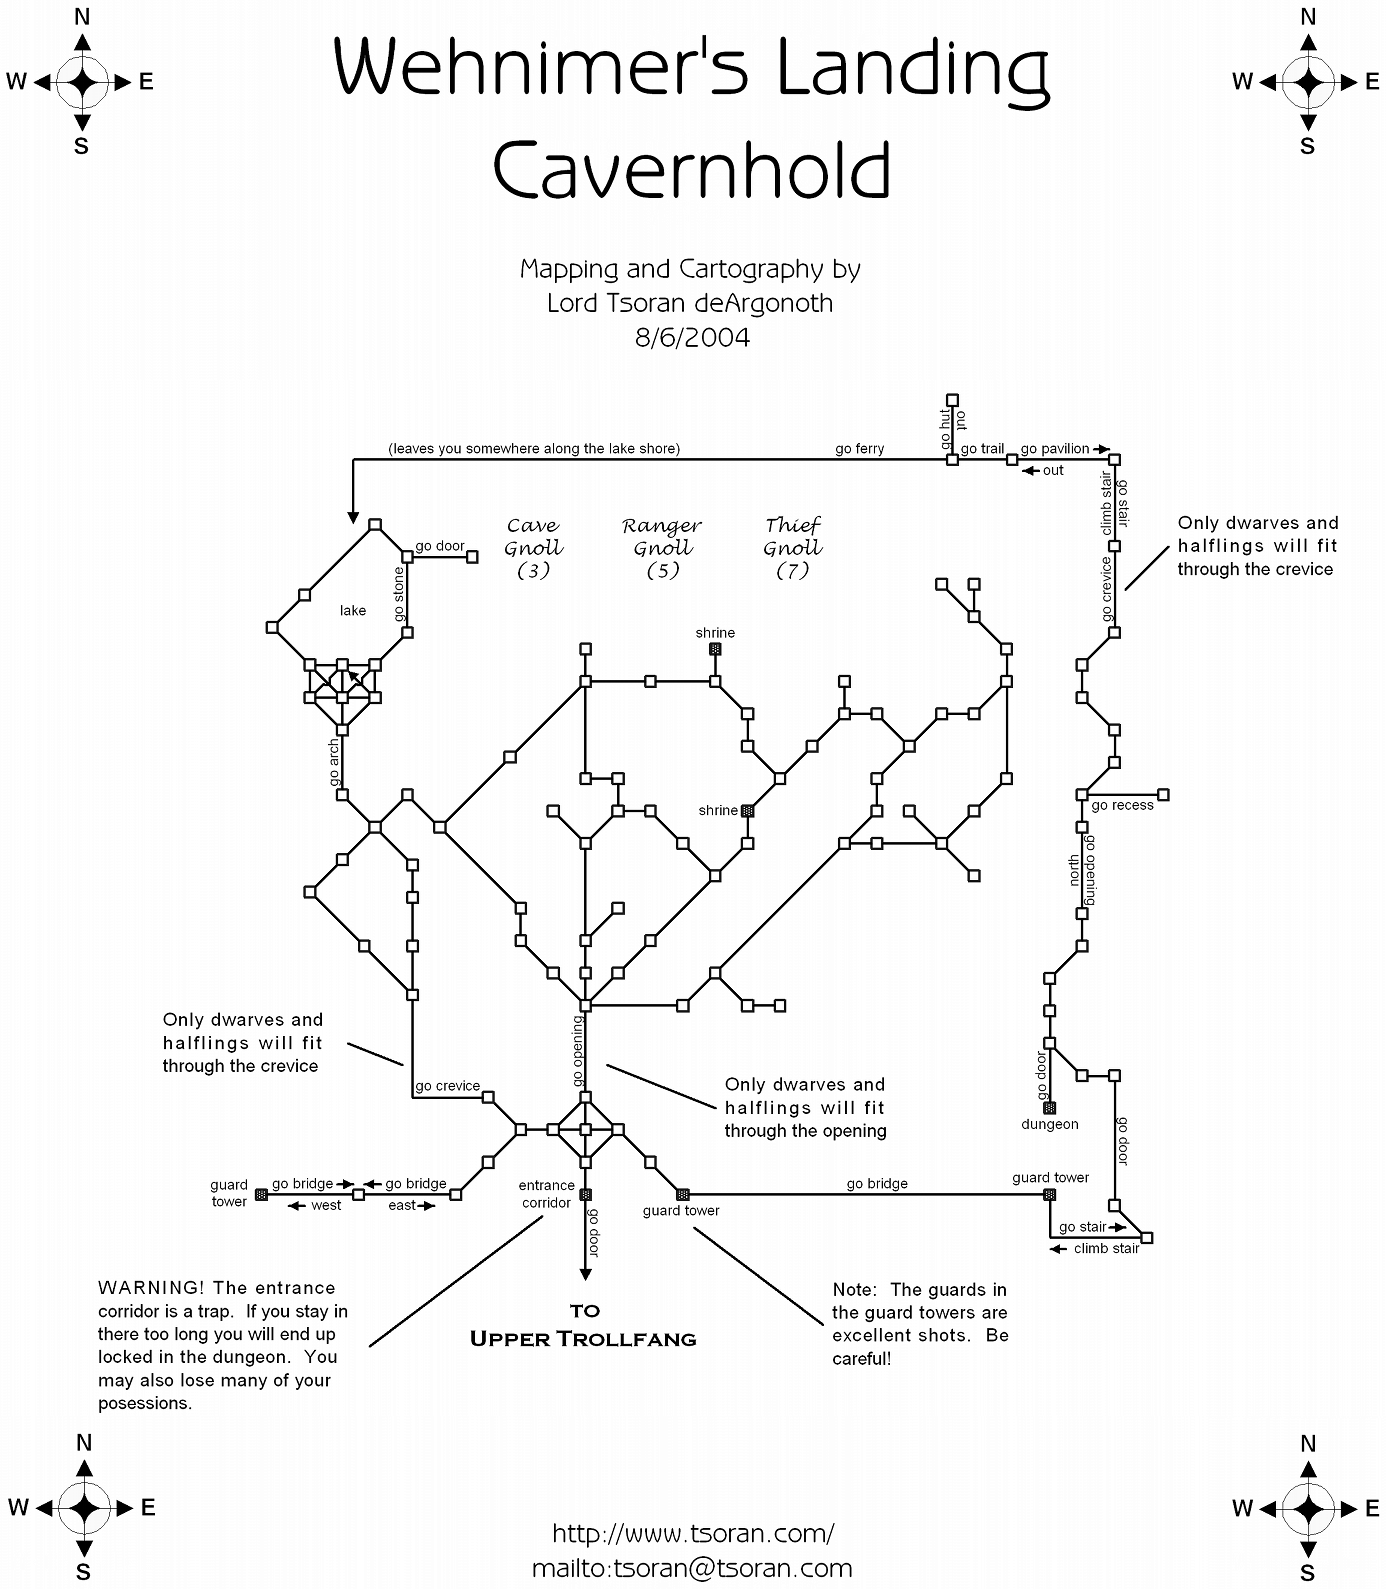 N
W E
S
N
W E
S
Wehnimer's Landing
Cavernhold
Mapping and Cartography by
Lord Tsoran deArgonoth
8/6/2004
go hut
out
(leaves you somewhere along the lake shore)
go ferry
go trail
go pavilion
out
climb stair
go stair
Only dwarves and
halflings will fit
through the crevice
go crevice
Cave
Gnoll
(3)
Ranger
Gnoll
(5)
Thief
Gnoll
(7)
go door
go stone
lake
shrine
go arch
shrine
go recess
north
go opening
Only dwarves and
halflings will fit
through the crevice
go crevice
go opening
Only dwarves and
halflings will fit
through the opening
go door
dungeon
go door
guard
tower
go bridge
west
go bridge
east
entrance
corridor
go door
guard tower
go bridge
guard tower
go stair
climb stair
WARNING! The entrance
corridor is a trap. If you stay in
there too long you will end up
locked in the dungeon. You
may also lose many of your
posessions.
TO
UPPER TROLLFANG
Note: The guards in
the guard towers are
excellent shots. Be
careful!
N
W E
S
N
W E
S
http://www.tsoran.com/
mailto:tsoran@tsoran.com